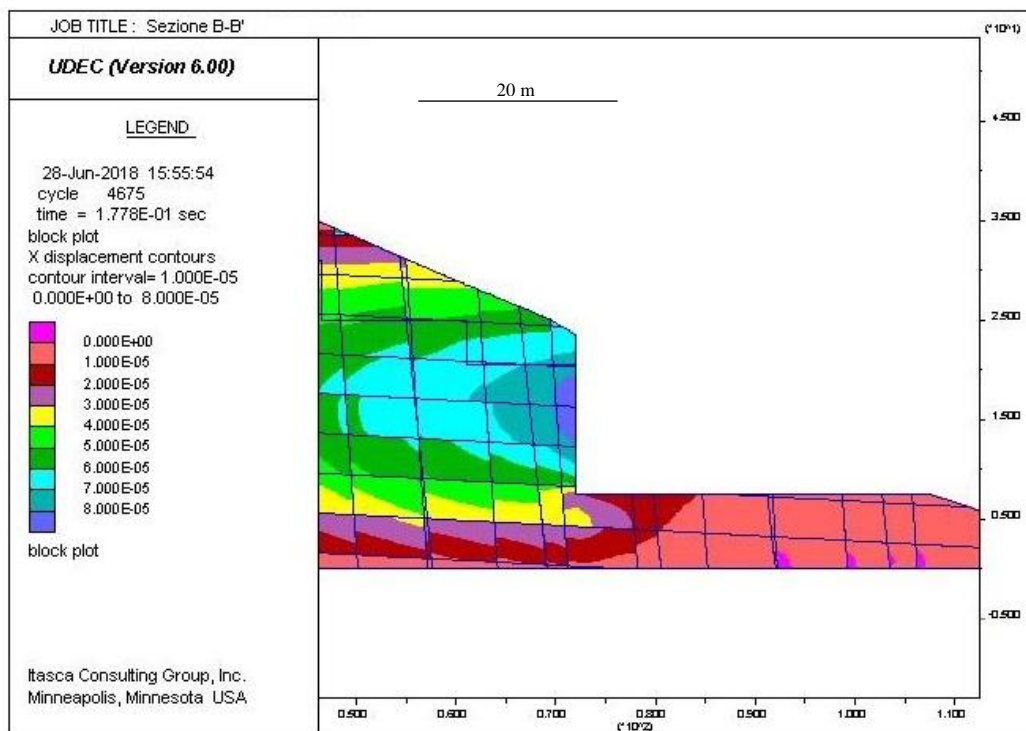 JOB TITLE : Sezione B-B'
(*10^1)
UDEC (Version 6.00)
20 m
LEGEND
28-Jun-2018 15:55:54
cycle 4675
time = 1.778E-01 sec
block plot
X displacement contours
contour interval= 1.000E-05
0.000E+00 to 8.000E-05
0.000E+00
1.000E-05
2.000E-05
3.000E-05
4.000E-05
5.000E-05
6.000E-05
7.000E-05
8.000E-05
block plot
4.500
3.500
2.500
1.500
0.500
-0.500
Itasca Consulting Group, Inc.
Minneapolis, Minnesota USA
0.500 0.600 0.700 0.800 0.900 1.000 1.100
(*10^2)